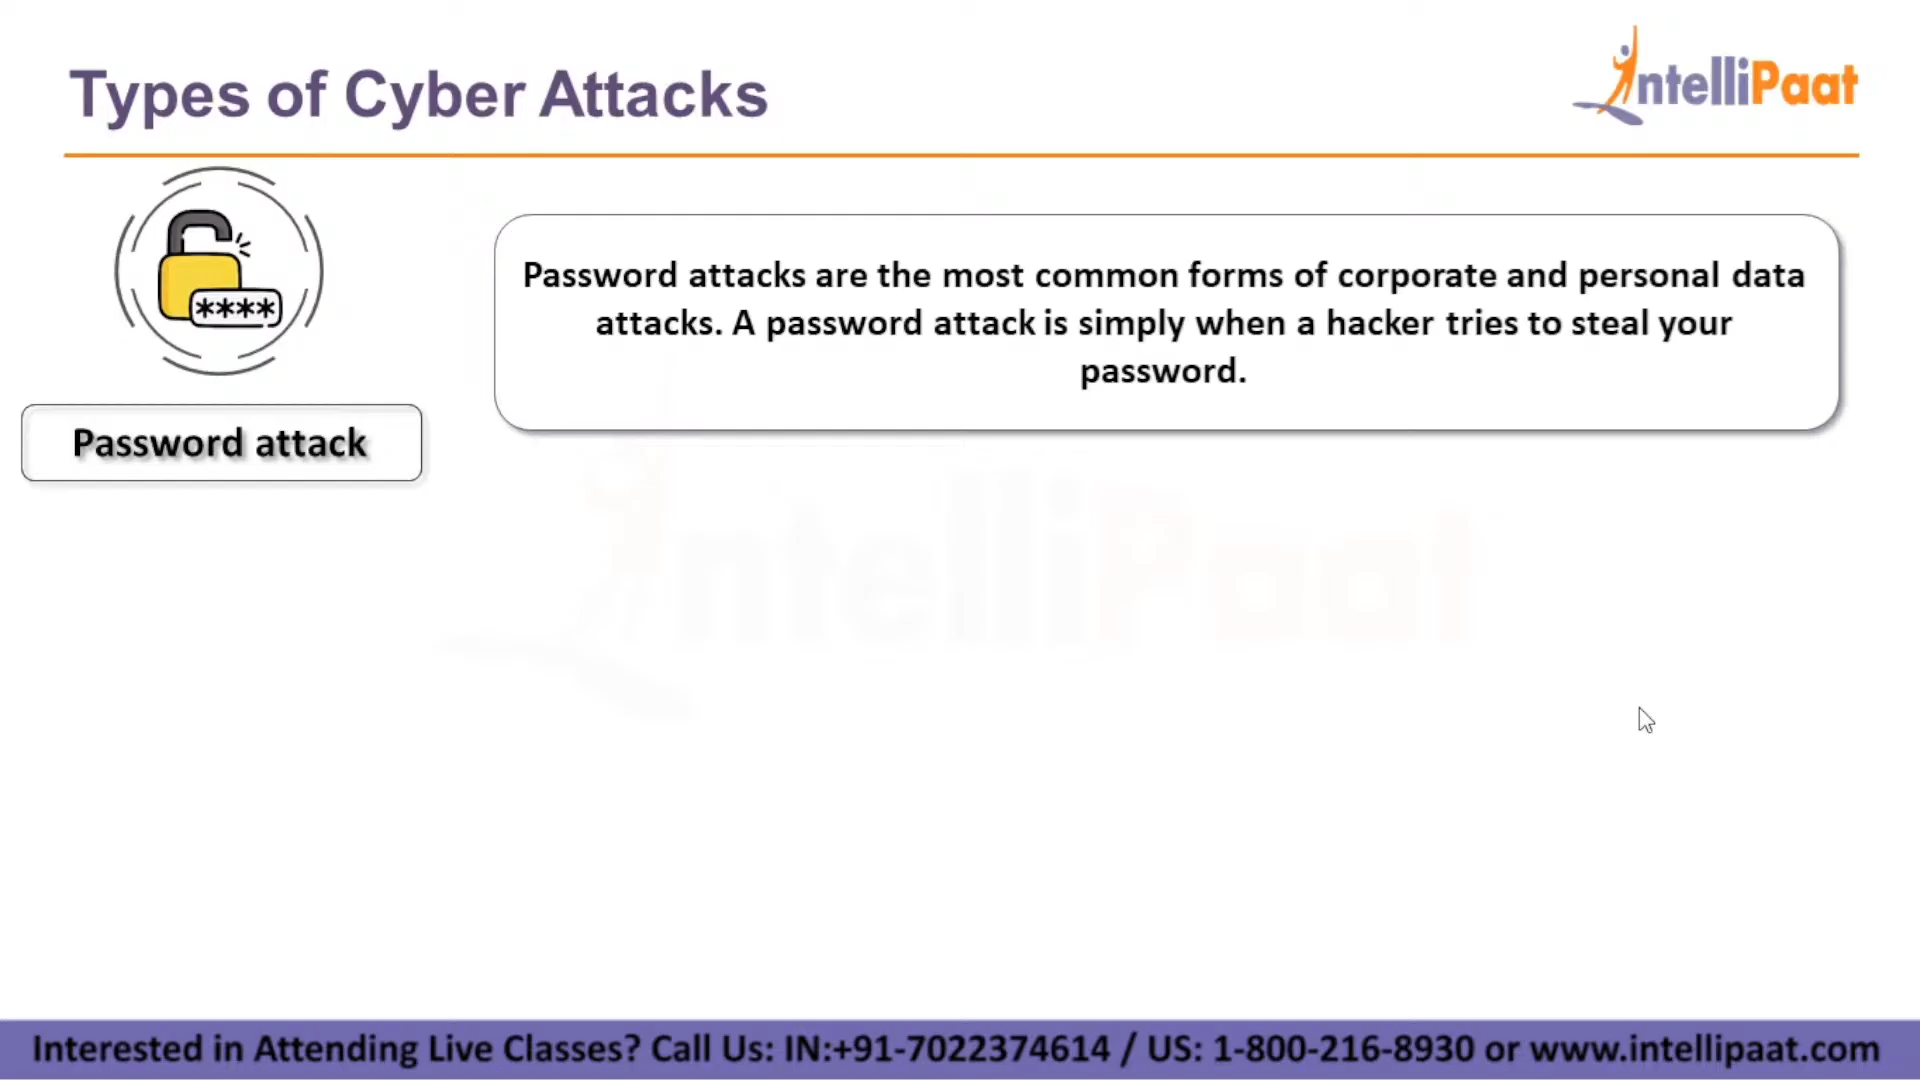 Types of Cyber Attacks
IntelliPaat
****
Password attack
Password attacks are the most common forms of corporate and personal data
attacks. A password attack is simply when a hacker tries to steal your
password.
IntelliPaat
Interested in Attending Live Classes? Call Us: IN:+91-7022374614 / US: 1-800-216-8930 or www.intellipaat.com